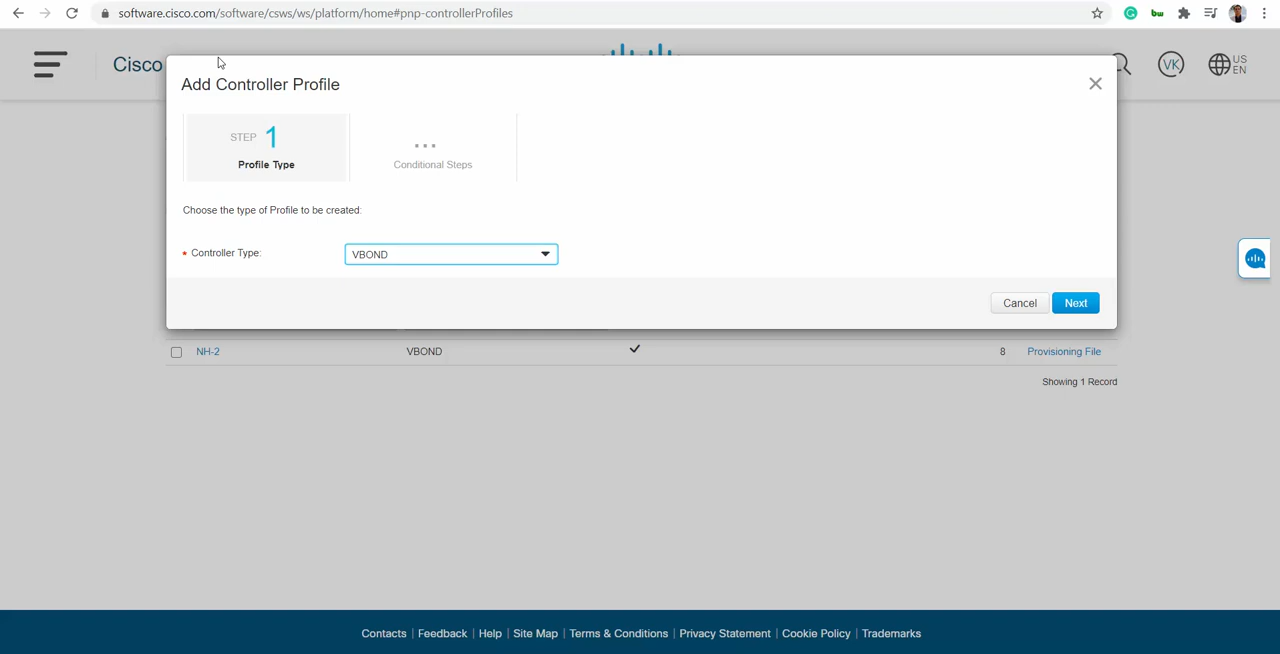 software.cisco.com/software/csws/ws/platform/home#pnp-controllerProfiles
bw
Cisco
VK
US
EN
Add Controller Profile
STEP 1
Profile Type
...
Conditional Steps
Choose the type of Profile to be created:
* Controller Type:
VBOND
Cancel
Next
NH-2 VBOND 8 Provisioning File
Showing 1 Record
Contacts | Feedback | Help | Site Map | Terms & Conditions | Privacy Statement | Cookie Policy | Trademarks